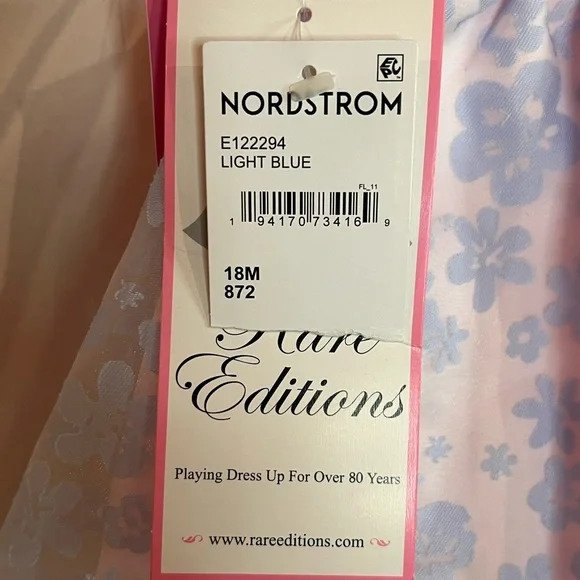 NORDSTROM
E122294
LIGHT BLUE
FL_11
1 94170 73416 9
18M
872
Rare
Editions
Playing Dress Up For Over 80 Years
www.rareeditions.com